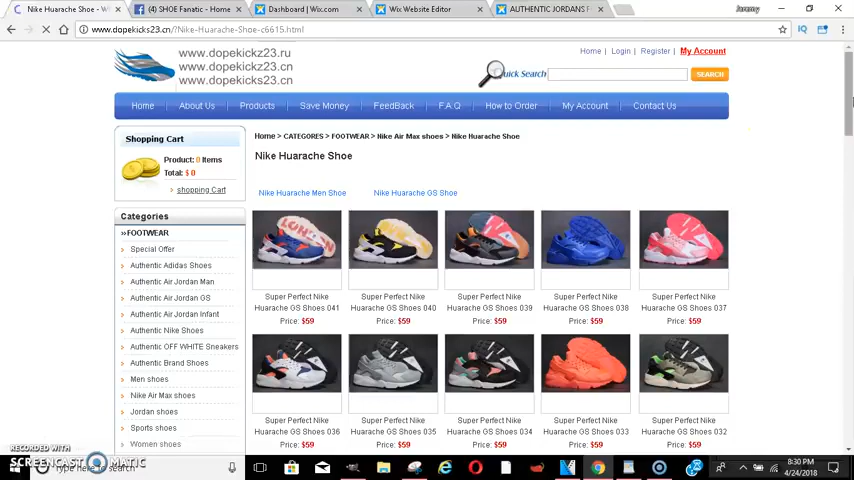 Nike Huarache Shoe - W
(4) SHOE Fanatic - Home
Dashboard | Wix.com
Wix Website Editor
AUTHENTIC JORDAN'S F
Jeremy
www.dopekicks23.cn/?Nike-Huarache-Shoe-c6615.html
www.dopekickz23.ru
www.dopekickz23.cn
www.dopekicks23.cn
Home | Login | Register | My Account
Quick Search
SEARCH
Home About Us Products Save Money FeedBack F.A.Q How to Order My Account Contact Us
Shopping Cart
Product: 0 Items
Total: $ 0
shopping Cart
Categories
»FOOTWEAR
Special Offer
Authentic Adidas Shoes
Authentic Air Jordan Man
Authentic Air Jordan GS
Authentic Air Jordan Infant
Authentic Nike Shoes
Authentic OFF WHITE Sneakers
Authentic Brand Shoes
Men shoes
Nike Air Max shoes
Jordan shoes
Sports shoes
Women shoes
Home > CATEGORES > FOOTWEAR > Nike Air Max shoes > Nike Huarache Shoe
Nike Huarache Shoe
Nike Huarache Men Shoe
Nike Huarache GS Shoe
LONDON
Super Perfect Nike
Huarache GS Shoes 041
Price: $59
Super Perfect Nike
Huarache GS Shoes 040
Price: $59
Super Perfect Nike
Huarache GS Shoes 039
Price: $59
Super Perfect Nike
Huarache GS Shoes 038
Price: $59
Super Perfect Nike
Huarache GS Shoes 037
Price: $59
Super Perfect Nike
Huarache GS Shoes 036
Price: $59
Super Perfect Nike
Huarache GS Shoes 035
Price: $59
Super Perfect Nike
Huarache GS Shoes 034
Price: $59
Super Perfect Nike
Huarache GS Shoes 033
Price: $59
Super Perfect Nike
Huarache GS Shoes 032
Price: $59
RECORDED WITH
SCREENCAST MATIC
Type here to search
8:30 PM
4/24/2018